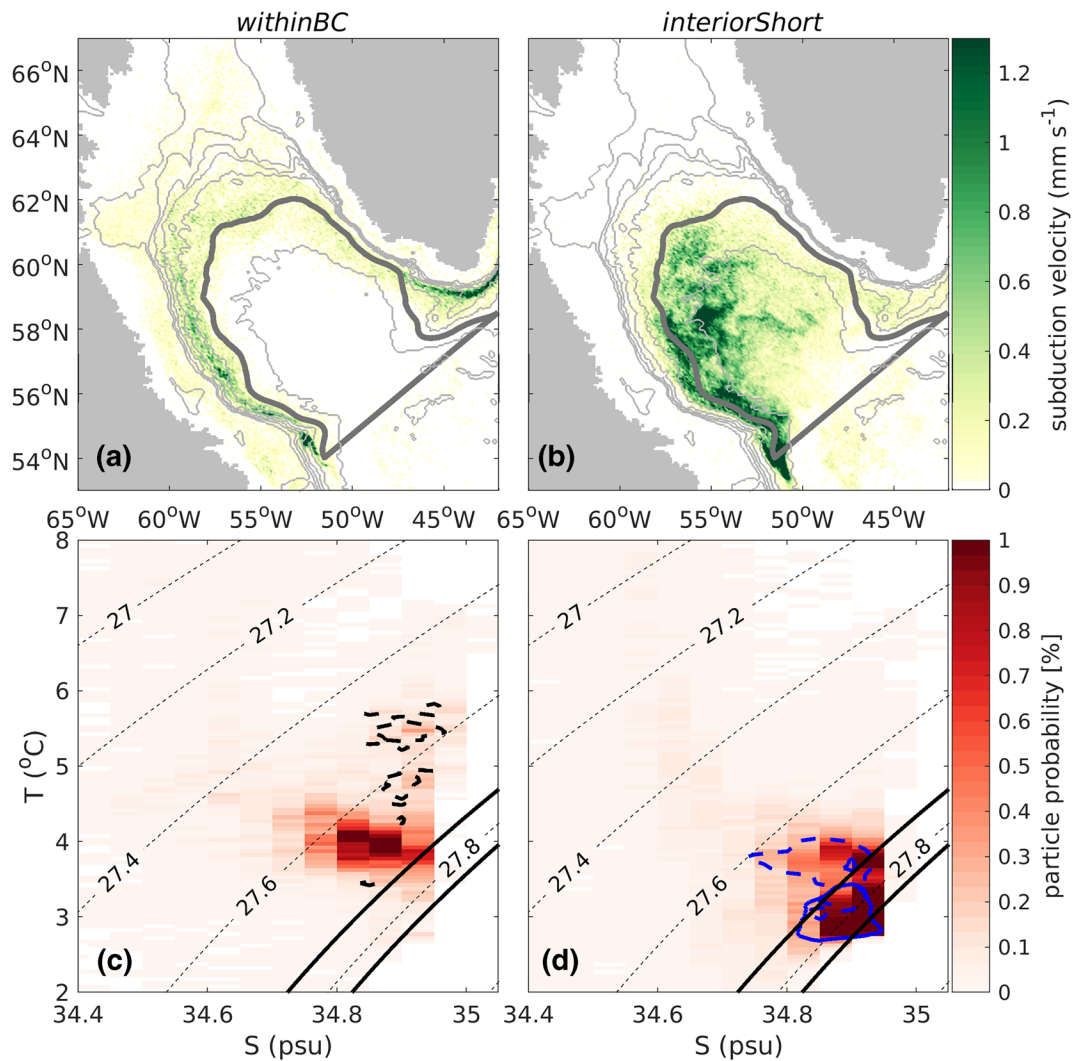 withinBC
interiorShort
66°N
64°N
62°N
60°N
58°N
56°N
54°N
(a)
(b)
65°W
60°W
55°W
50°W
45°W
65°W
60°W
55°W
50°W
45°W
1.2
1
0.8
0.6
0.4
0.2
0
subduction velocity (mm s-1)
8
7
6
5
4
3
2
T (°C)
27
27.2
27.4
27.6
27.8
(c)
34.4
34.6
34.8
35
S (psu)
27
27.2
27.4
27.6
27.8
(d)
34.4
34.6
34.8
35
S (psu)
1
0.9
0.8
0.7
0.6
0.5
0.4
0.3
0.2
0.1
0
particle probability [%]